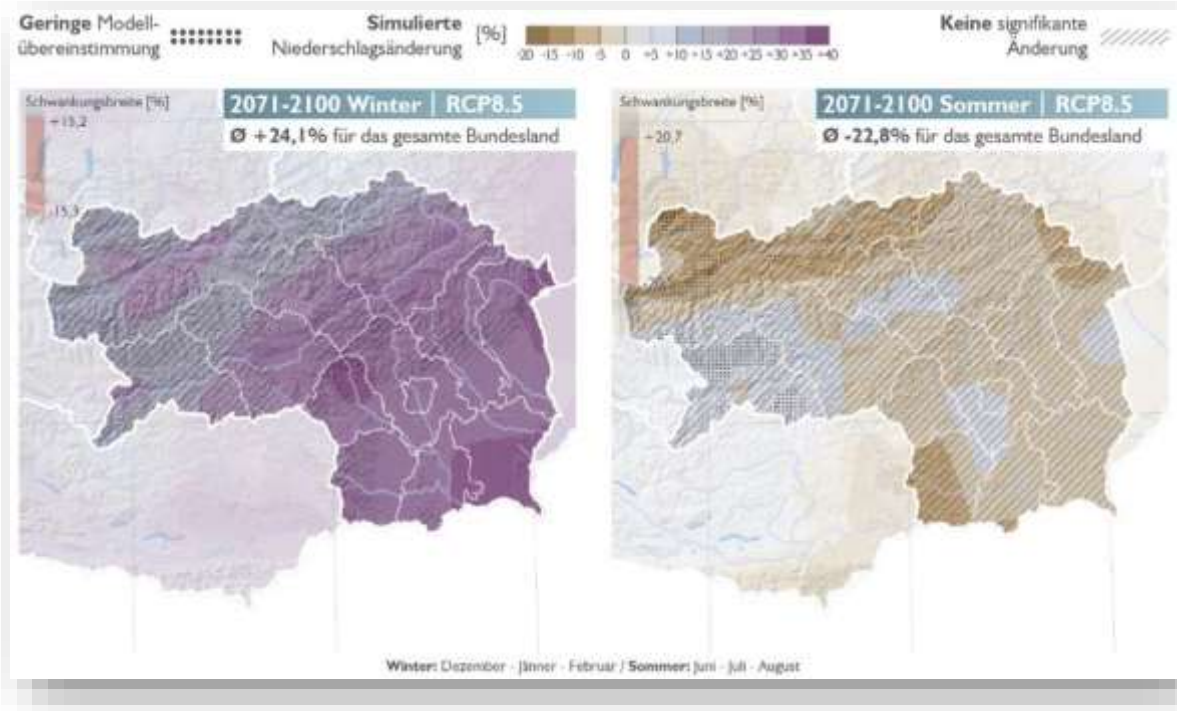 Geringe Modell-
übereinstimmung
Simulierte
Niederschlagsänderung
[%]
-20 -15 -10 -5 0 +5 +10 +15 +20 +25 +30 +35 +40
Keine signifikante
Änderung
Schwankungsbreite [%]
+15,2
-15,3
2071-2100 Winter | RCP8.5
Ø +24,1% für das gesamte Bundesland
Schwankungsbreite [%]
+20,7
2071-2100 Sommer | RCP8.5
Ø -22,8% für das gesamte Bundesland
Winter: Dezember - Jänner - Februar / Sommer: Juni - Juli - August